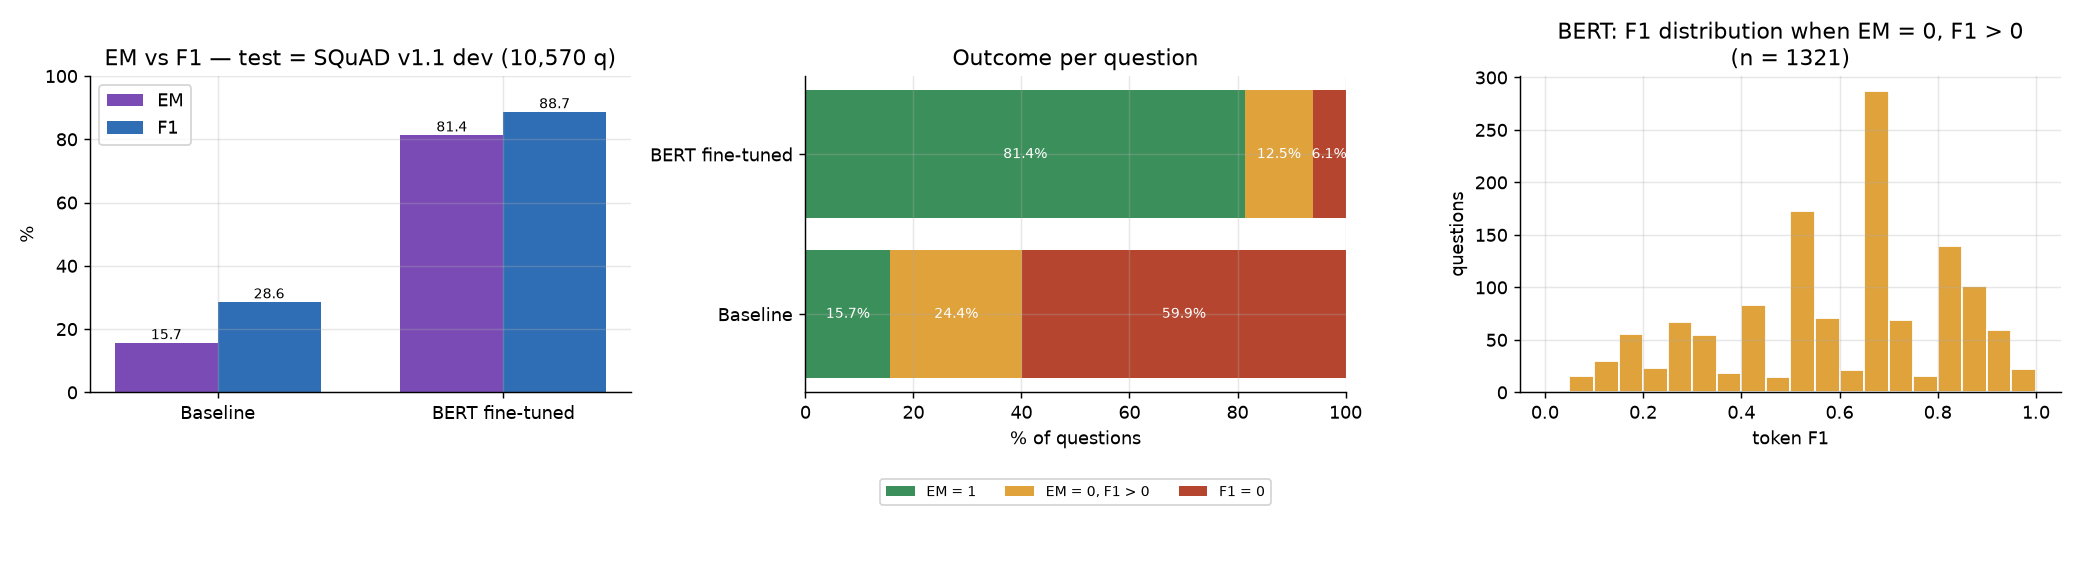 EM vs F1 — test = SQuAD v1.1 dev (10,570 q)
100
80
60
40
20
0
%
EM
F1
15.7
28.6
81.4
88.7
Baseline
BERT fine-tuned
Outcome per question
BERT fine-tuned
81.4%
12.5%
6.1%
Baseline
15.7%
24.4%
59.9%
0
20
40
60
80
100
% of questions
EM = 1
EM = 0, F1 > 0
F1 = 0
BERT: F1 distribution when EM = 0, F1 > 0
(n = 1321)
300
250
200
150
100
50
0
questions
0.0
0.2
0.4
0.6
0.8
1.0
token F1